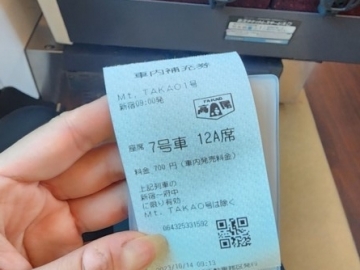 車内補充券
Mt. TAKAO1号
新宿09:00発
TAKAO
座席 7号車 12A席
料金 700 円 (車内発売料金)
上記列車の
新宿ー府中
に限り有効
Mt. TAKAO号は除く